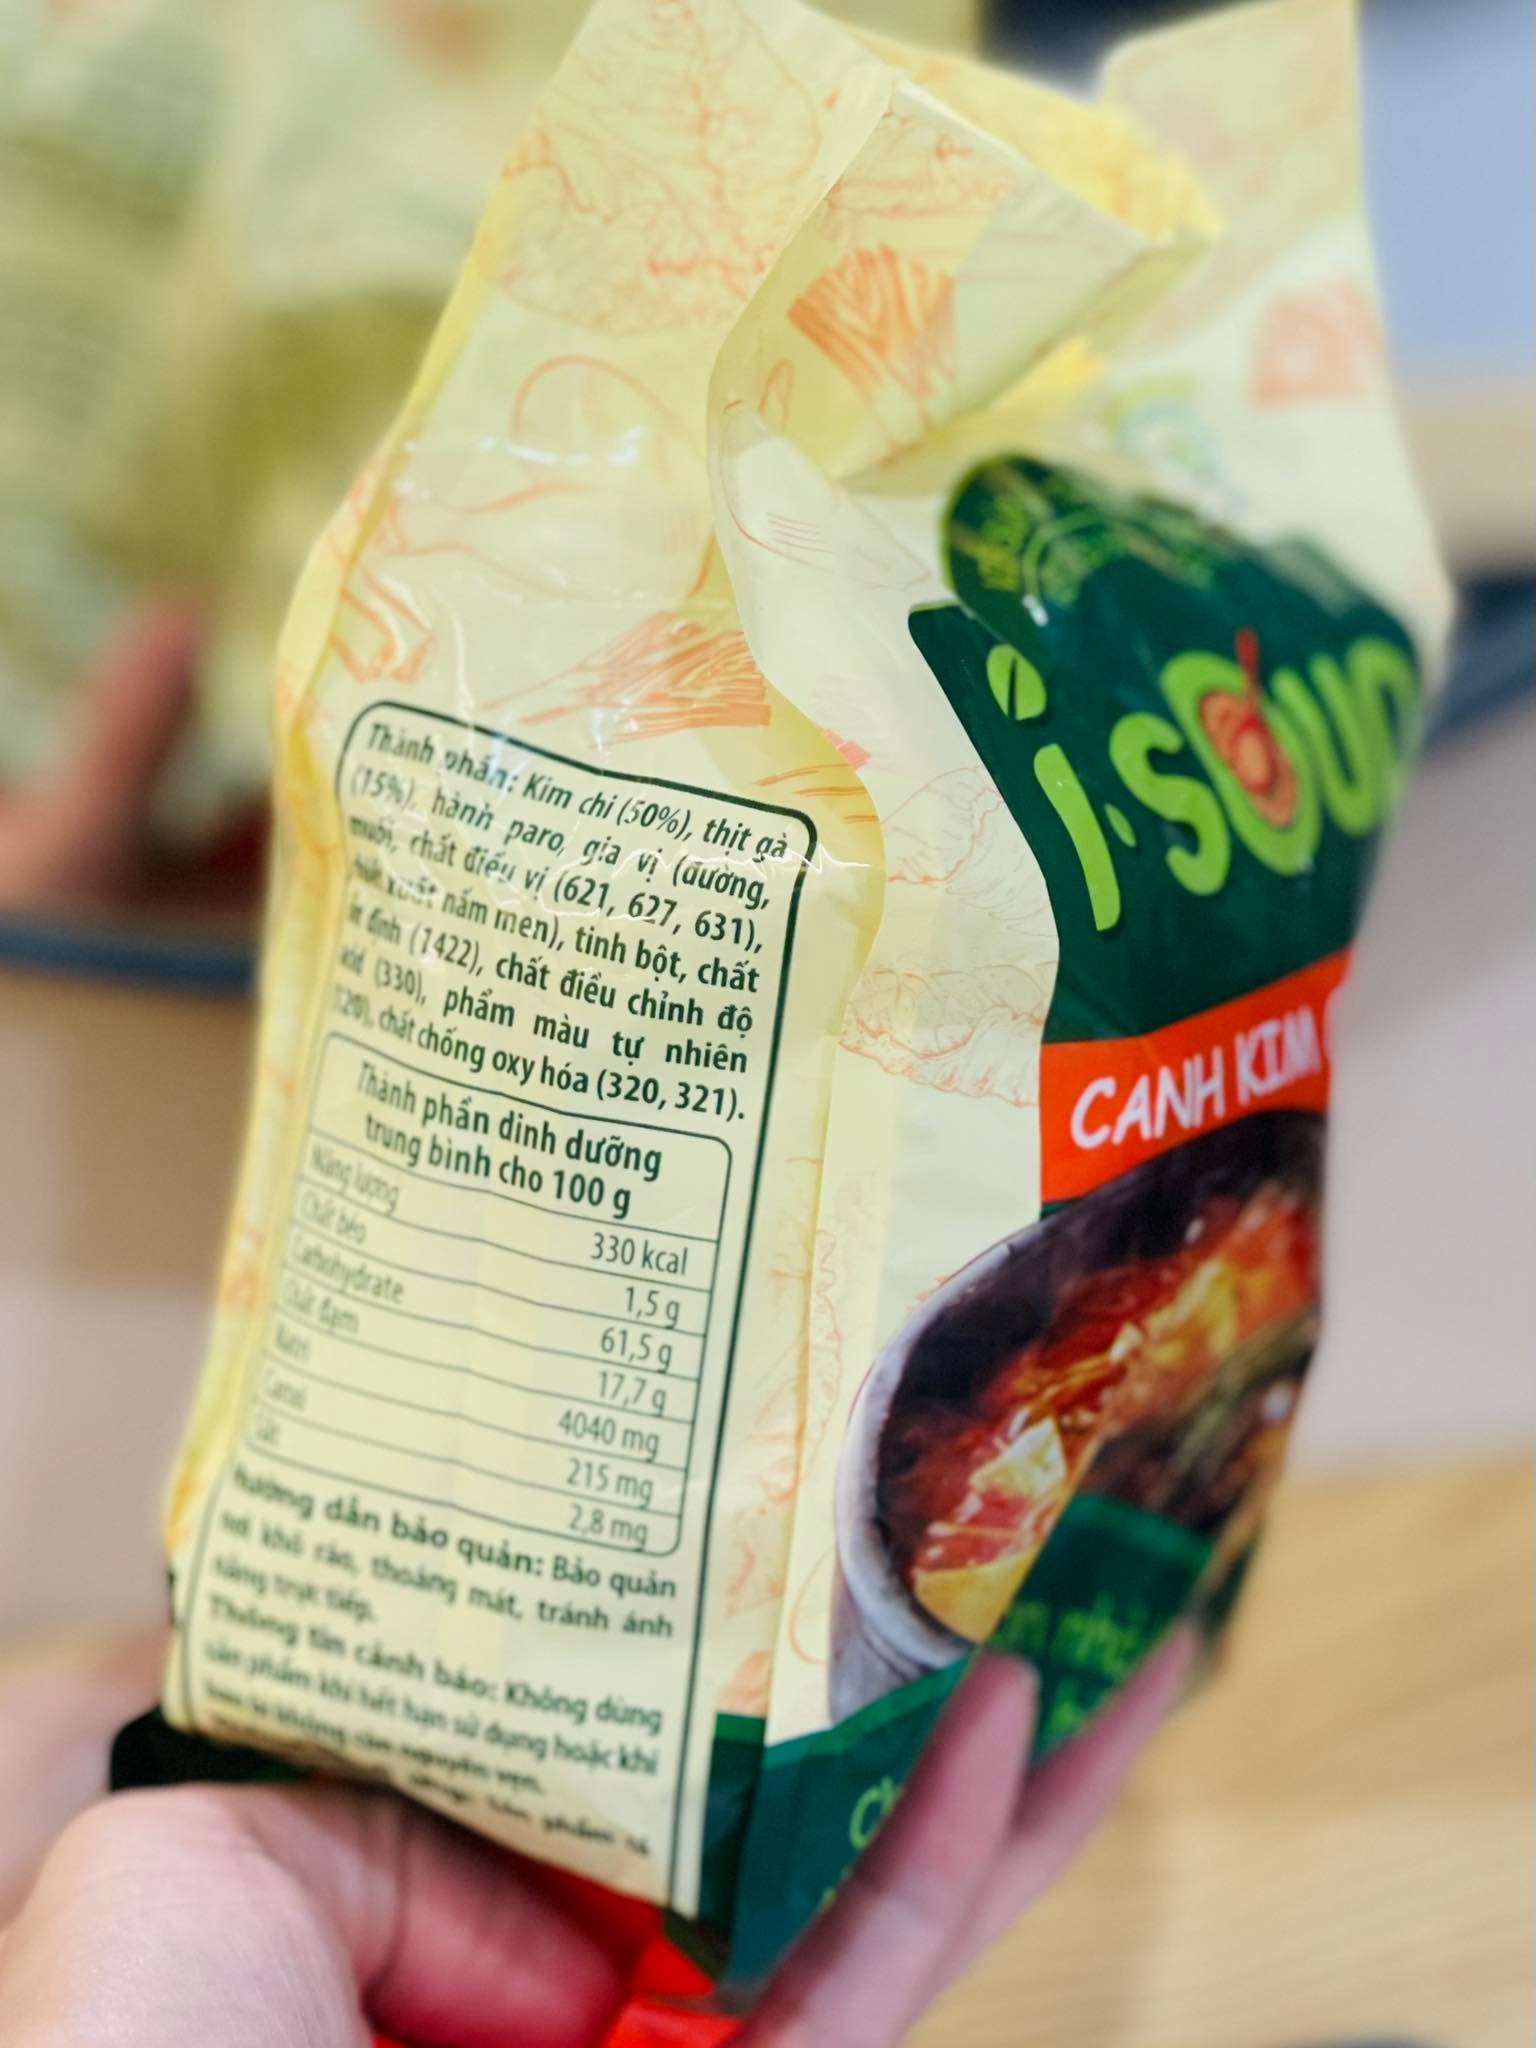 Thành phần: Kim chi (50%), thịt gà
(15%), hành paro, gia vị (đường,
muối, chất điều vị (621, 627, 631),
chiết xuất nấm men), tinh bột, chất
ổn định (1422), chất điều chỉnh độ
acid (330), phẩm màu tự nhiên
(120), chất chống oxy hóa (320, 321).
Thành phần dinh dưỡng
trung bình cho 100 g
Năng lượng 330 kcal
Chất béo 1,5 g
Carbohydrate 61,5 g
Chất đạm 17,7 g
Natri 4040 mg
Canxi 215 mg
Sắt 2,8 mg
Hướng dẫn bảo quản: Bảo quản
nơi khô ráo, thoáng mát, tránh ánh
nắng trực tiếp.
Thông tin cảnh báo: Không dùng
sản phẩm khi hết hạn sử dụng hoặc khi
bao bì không còn nguyên vẹn.
i·soup
CANH KIM